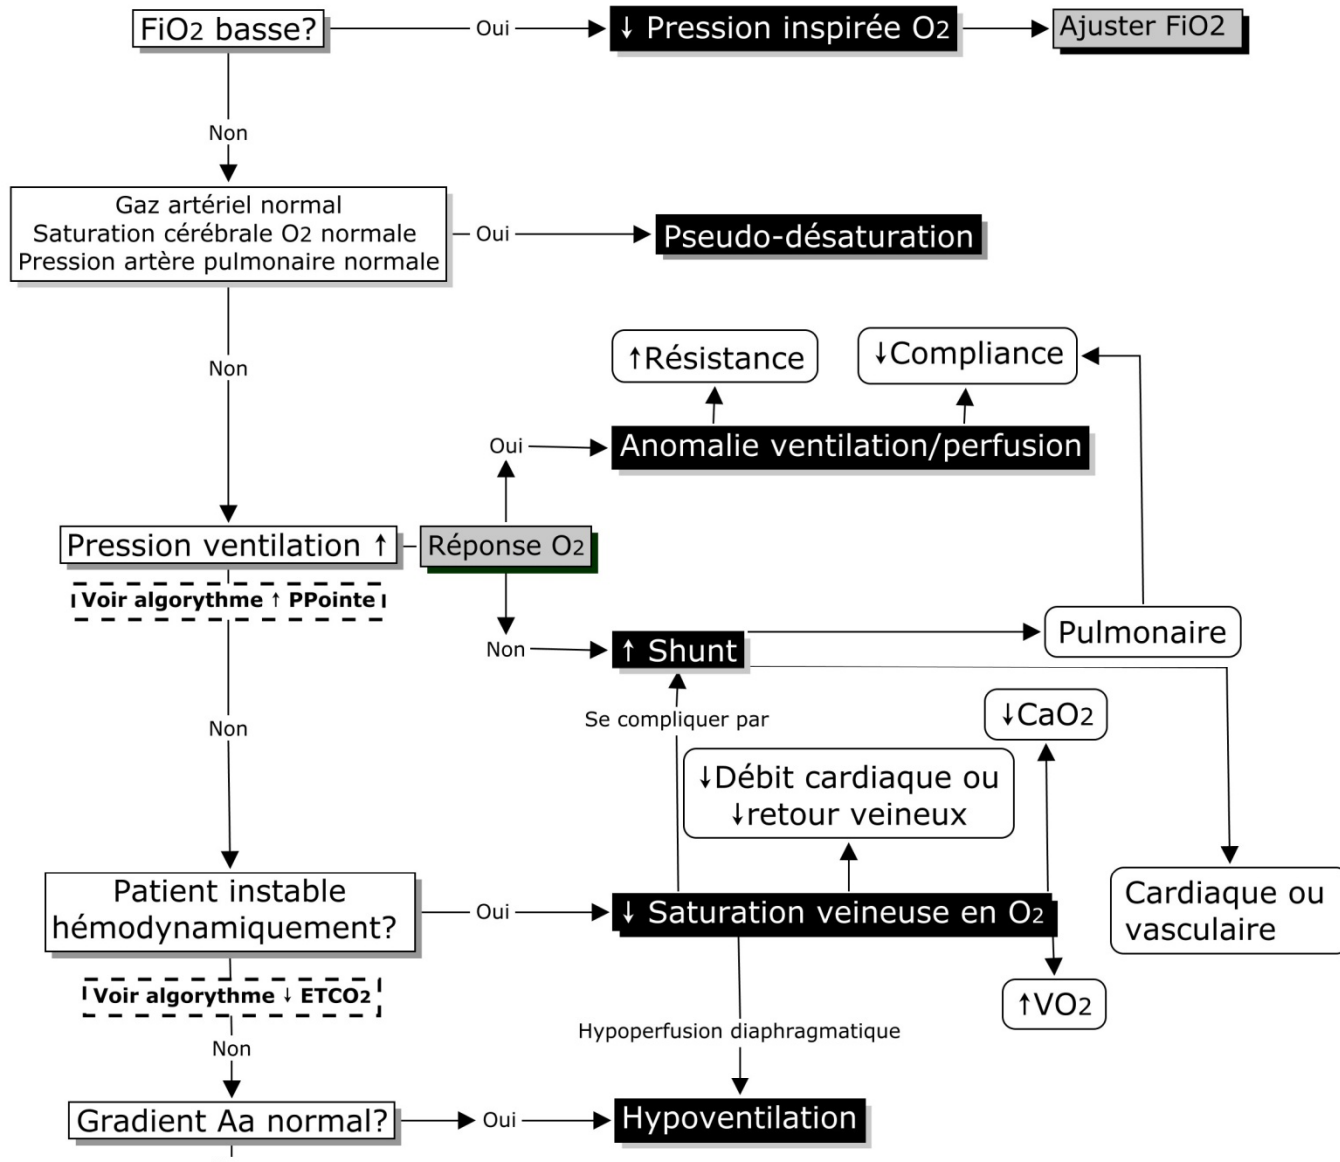 FiO2 basse?
Oui
↓ Pression inspirée O2
Ajuster FiO2
Non
Gaz artériel normal
Saturation cérébrale O2 normale
Pression artère pulmonaire normale
Oui
Pseudo-désaturation
Non
↑Résistance
↓Compliance
Oui
Anomalie ventilation/perfusion
Pression ventilation ↑
Réponse O2
Voir algorythme ↑ PPointe
Non
↑ Shunt
Pulmonaire
Non
Se compliquer par
↓CaO2
↓Débit cardiaque ou
↓retour veineux
Patient instable
hémodynamiquement?
Oui
↓ Saturation veineuse en O2
Cardiaque ou
vasculaire
Voir algorythme ↓ ETCO2
↑VO2
Non
Hypoperfusion diaphragmatique
Gradient Aa normal?
Oui
Hypoventilation